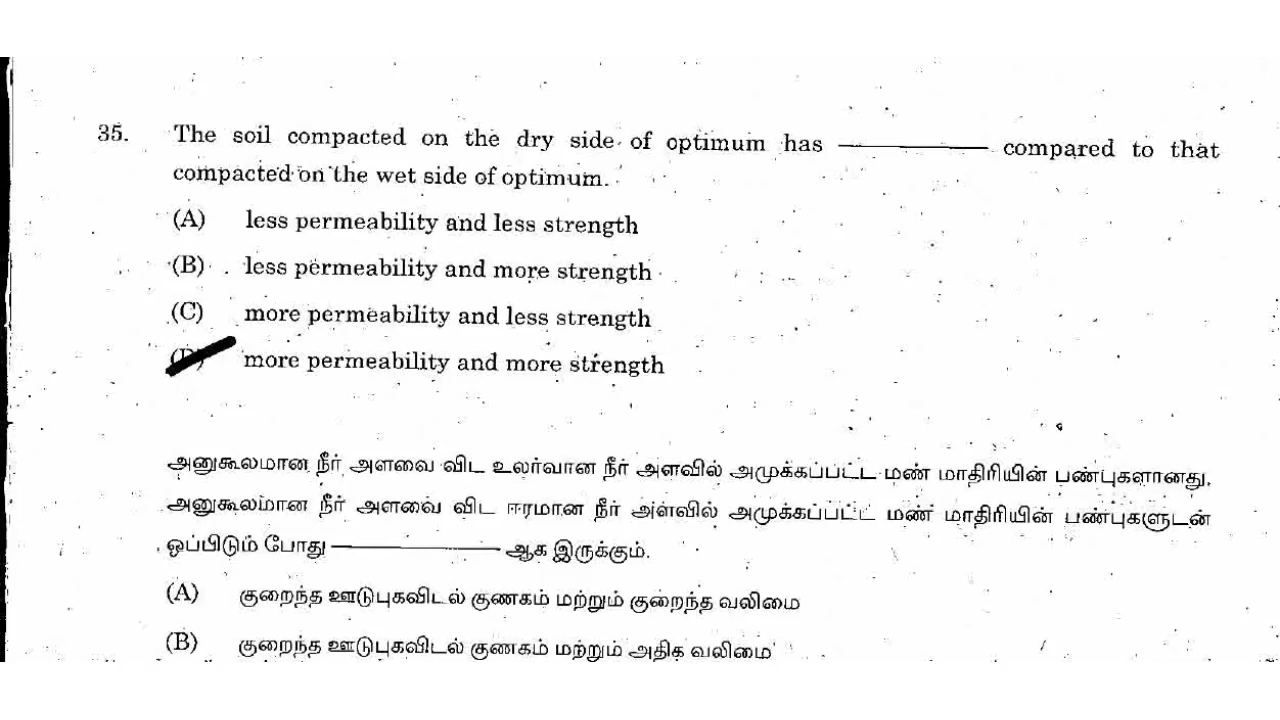 35. The soil compacted on the dry side of optimum has ———— compared to that
compacted on the wet side of optimum.
(A) less permeability and less strength
(B) less permeability and more strength
(C) more permeability and less strength
(D) more permeability and more strength
அனுகூலமான நீர் அளவை விட உலர்வான நீர் அளவில் அமுக்கப்பட்ட மண் மாதிரியின் பண்புகளானது,
அனுகூலமான நீர் அளவை விட ஈரமான நீர் அளவில் அமுக்கப்பட்ட மண் மாதிரியின் பண்புகளுடன்
ஒப்பிடும் போது ———— ஆக இருக்கும்.
(A) குறைந்த ஊடுபுகவிடல் குணகம் மற்றும் குறைந்த வலிமை
(B) குறைந்த ஊடுபுகவிடல் குணகம் மற்றும் அதிக வலிமை